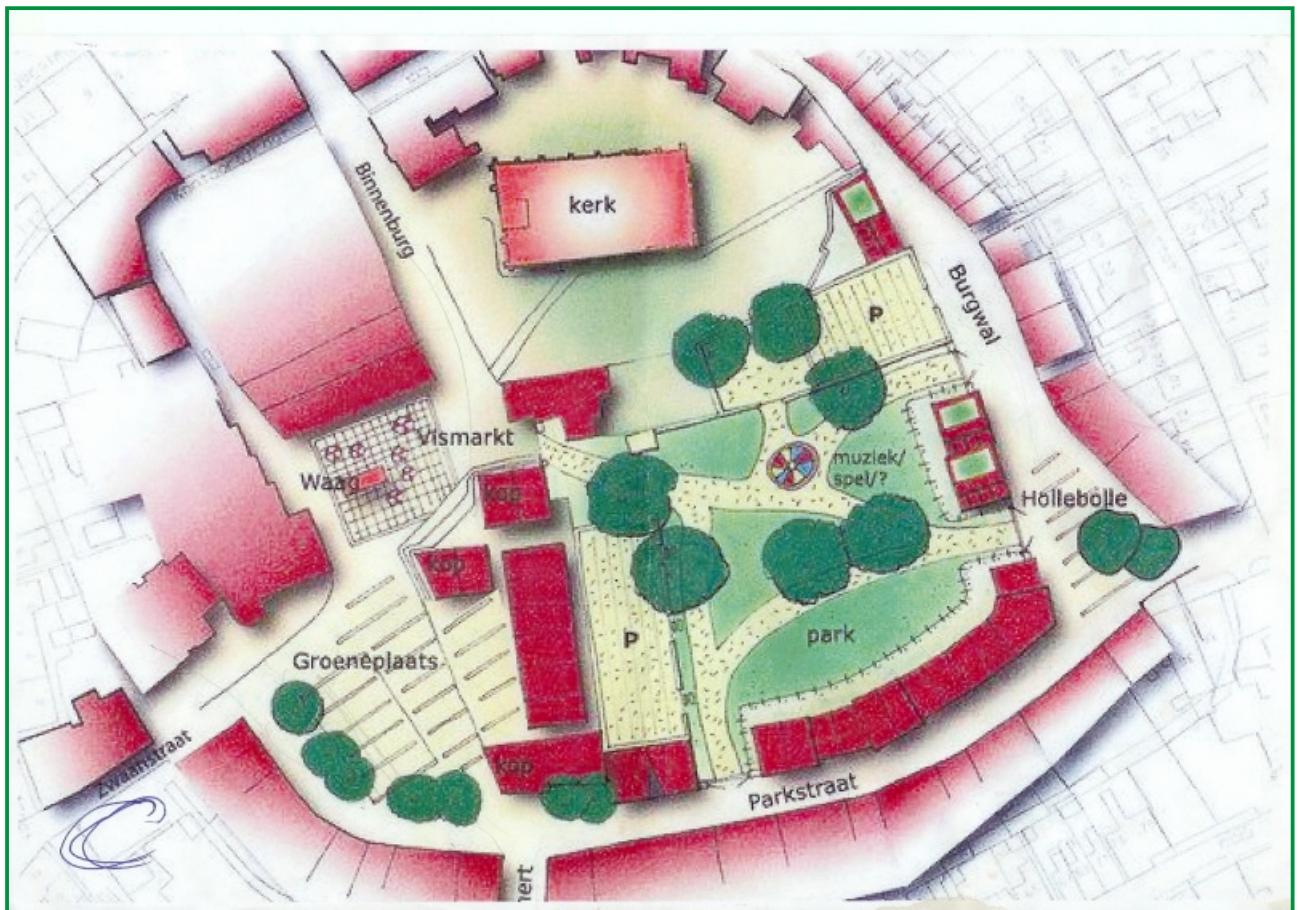 Binnenburg
kerk
P
Burgwal
Vismarkt
Waag
kop
muziek/
spel/?
Hollebolle
kop
P
park
Groeneplaats
Zwaanstraat
kop
Parkstraat